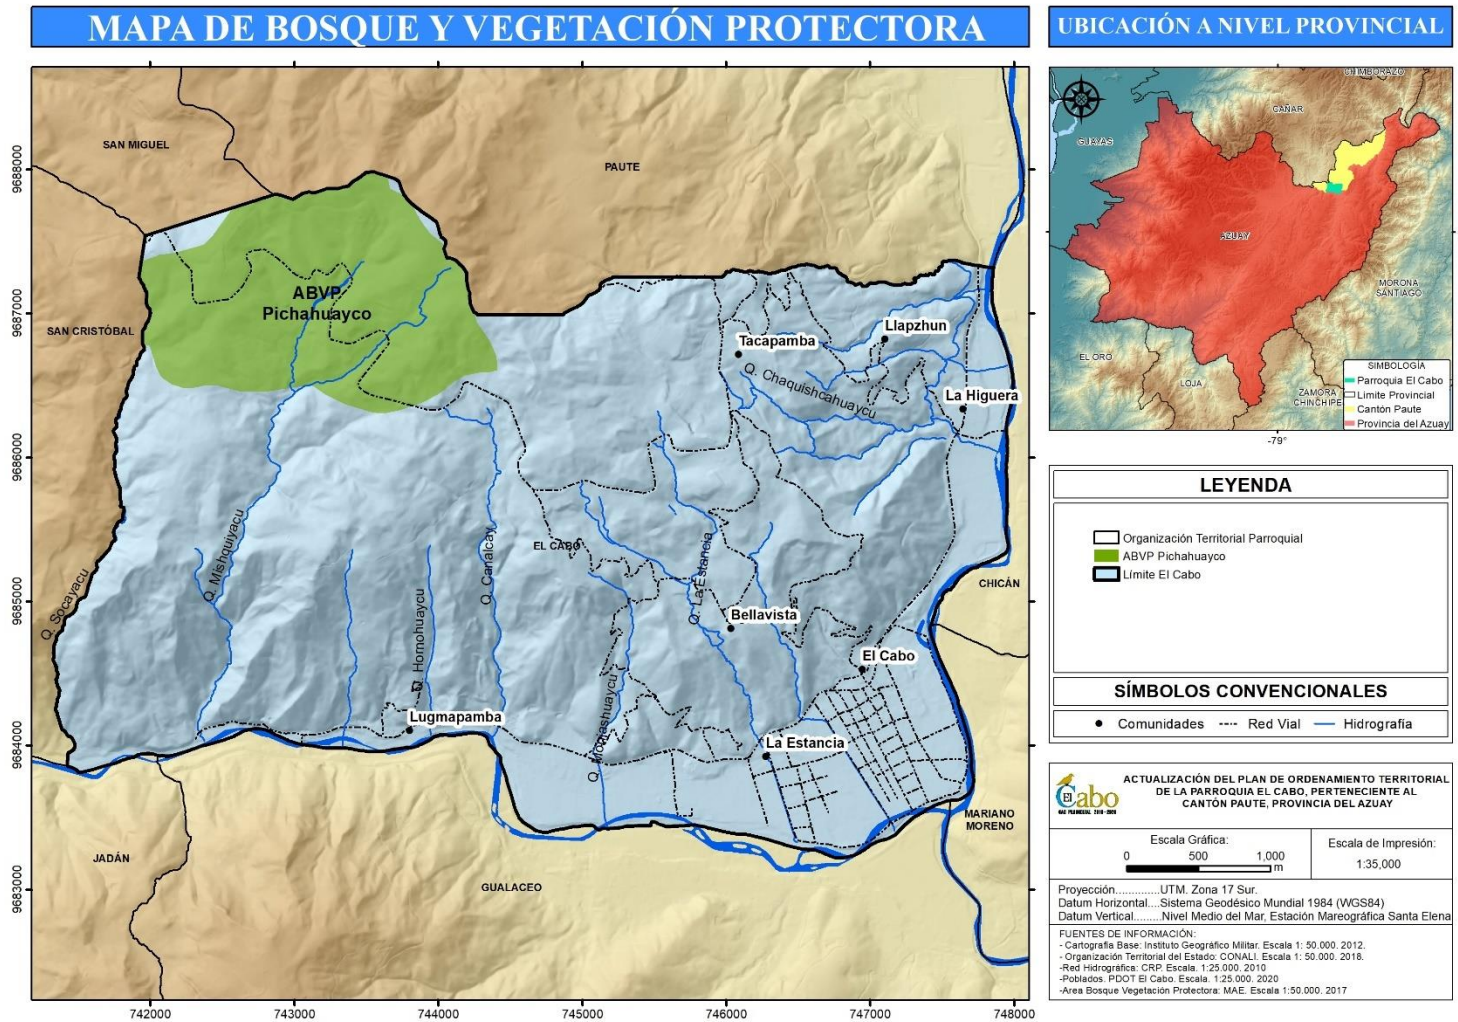 MAPA DE BOSQUE Y VEGETACIÓN PROTECTORA
SAN MIGUEL
PAUTE
SAN CRISTÓBAL
ABVP
Pichahuayco
Tacapamba
Llapzhun
Q. Chaquishcahuaycu
La Higuera
Q. Socayacu
Q. Mishquiyacu
Q. Homohuaycu
Q. Canalcay
EL CABO
Q. La Estancia
CHICÁN
Bellavista
El Cabo
Lugmapamba
La Estancia
MARIANO
MORENO
JADÁN
GUALACEO
9688000
9687000
9686000
9685000
9684000
9683000
742000
743000
744000
745000
746000
747000
748000
UBICACIÓN A NIVEL PROVINCIAL
CHIMBORAZO
CAÑAR
GUAYAS
AZUAY
MORONA
SANTIAGO
EL ORO
LOJA
ZAMORA
CHINCHIPE
SIMBOLOGÍA
Parroquia El Cabo
Limite Provincial
Cantón Paute
Provincia del Azuay
-79°
LEYENDA
Organización Territorial Parroquial
ABVP Pichahuayco
Límite El Cabo
SÍMBOLOS CONVENCIONALES
Comunidades
Red Vial
Hidrografía
El Cabo
ACTUALIZACIÓN DEL PLAN DE ORDENAMIENTO TERRITORIAL
DE LA PARROQUIA EL CABO, PERTENECIENTE AL
CANTÓN PAUTE, PROVINCIA DEL AZUAY
Escala Gráfica:
0 500 1,000
m
Escala de Impresión:
1:35,000
Proyección.............UTM. Zona 17 Sur.
Datum Horizontal....Sistema Geodésico Mundial 1984 (WGS84)
Datum Vertical.........Nivel Medio del Mar, Estación Mareográfica Santa Elena
FUENTES DE INFORMACIÓN:
- Cartografía Base: Instituto Geográfico Militar. Escala 1: 50.000. 2012.
- Organización Territorial del Estado: CONALI. Escala 1: 50.000. 2018.
-Red Hidrográfica: CRP. Escala. 1:25.000. 2010
-Poblados. PDOT El Cabo. Escala. 1:25.000. 2020
-Area Bosque Vegetación Protectora: MAE. Escala 1:50.000. 2017